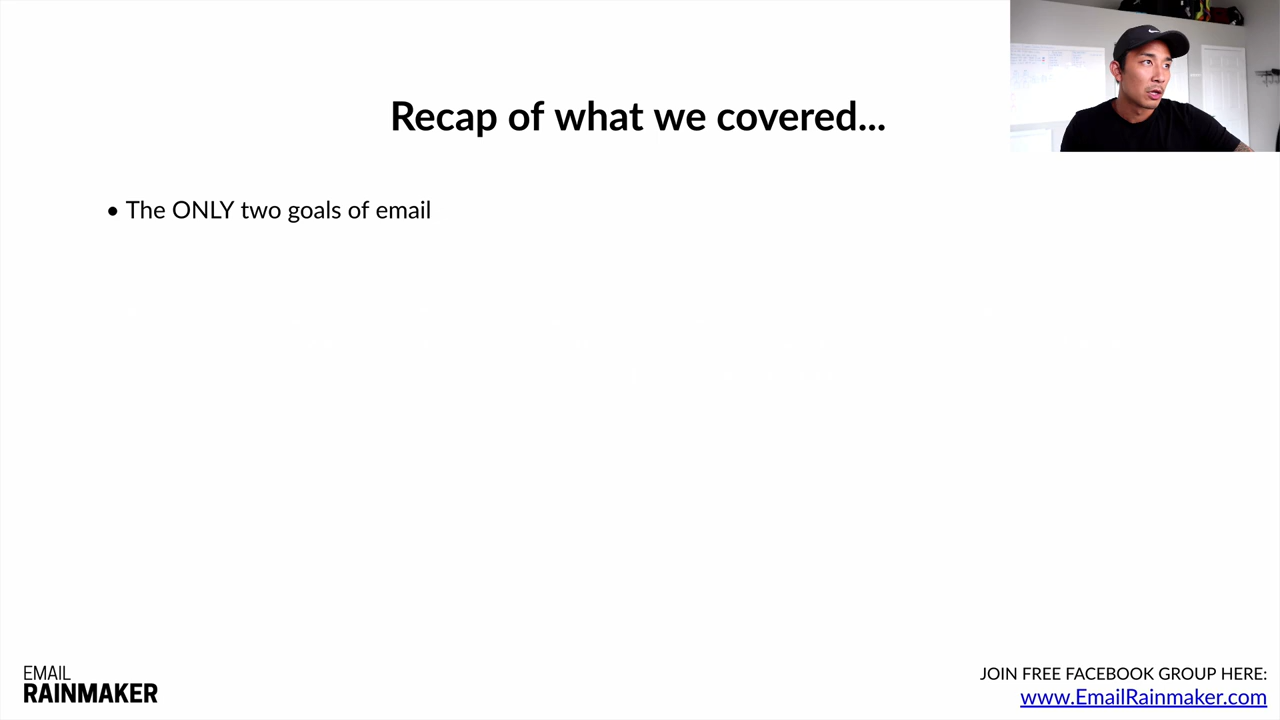 Recap of what we covered...
• The ONLY two goals of email
EMAIL
RAINMAKER
JOIN FREE FACEBOOK GROUP HERE:
www.EmailRainmaker.com